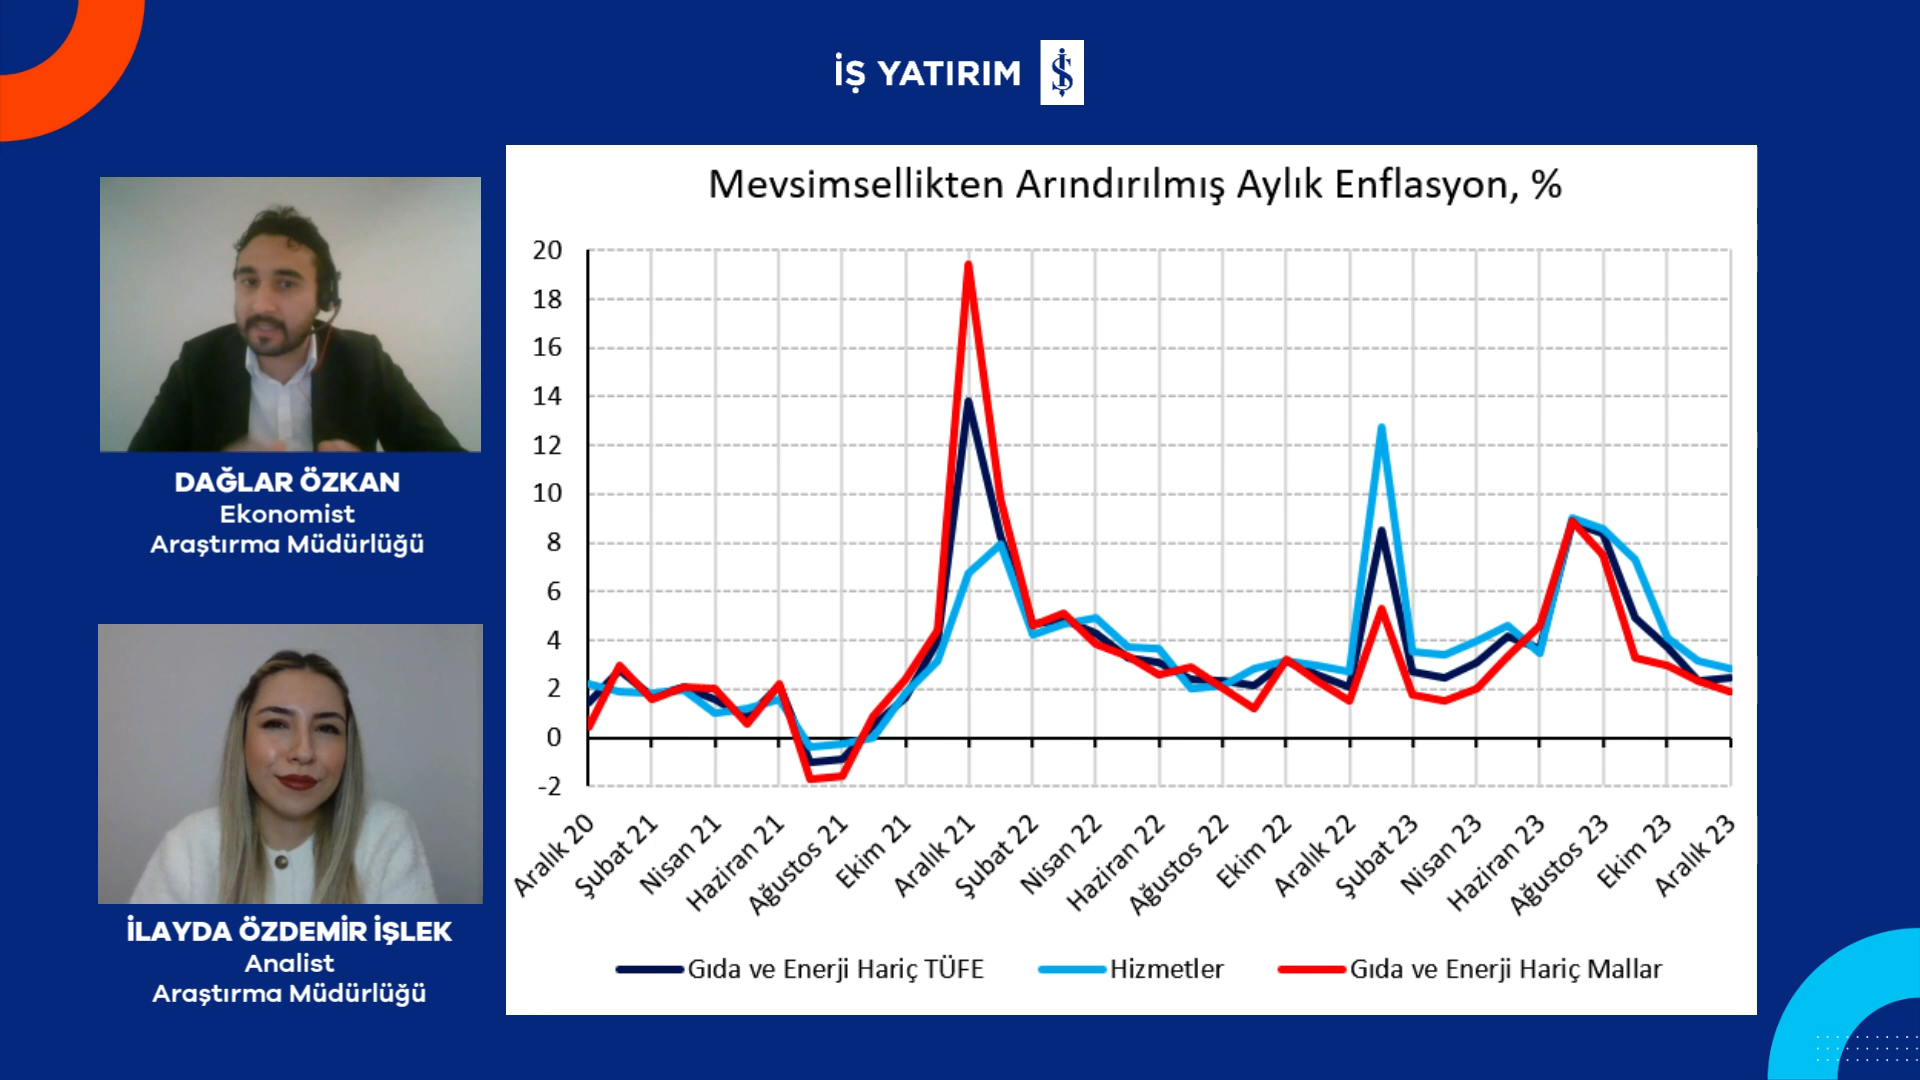 İŞ YATIRIM
DAĞLAR ÖZKAN
Ekonomist
Araştırma Müdürlüğü
İLAYDA ÖZDEMİR İŞLEK
Analist
Araştırma Müdürlüğü
Mevsimsellikten Arındırılmış Aylık Enflasyon, %
20
18
16
14
12
10
8
6
4
2
0
-2
Aralık 20
Şubat 21
Nisan 21
Haziran 21
Ağustos 21
Ekim 21
Aralık 21
Şubat 22
Nisan 22
Haziran 22
Ağustos 22
Ekim 22
Aralık 22
Şubat 23
Nisan 23
Haziran 23
Ağustos 23
Ekim 23
Aralık 23
Gıda ve Enerji Hariç TÜFE
Hizmetler
Gıda ve Enerji Hariç Mallar